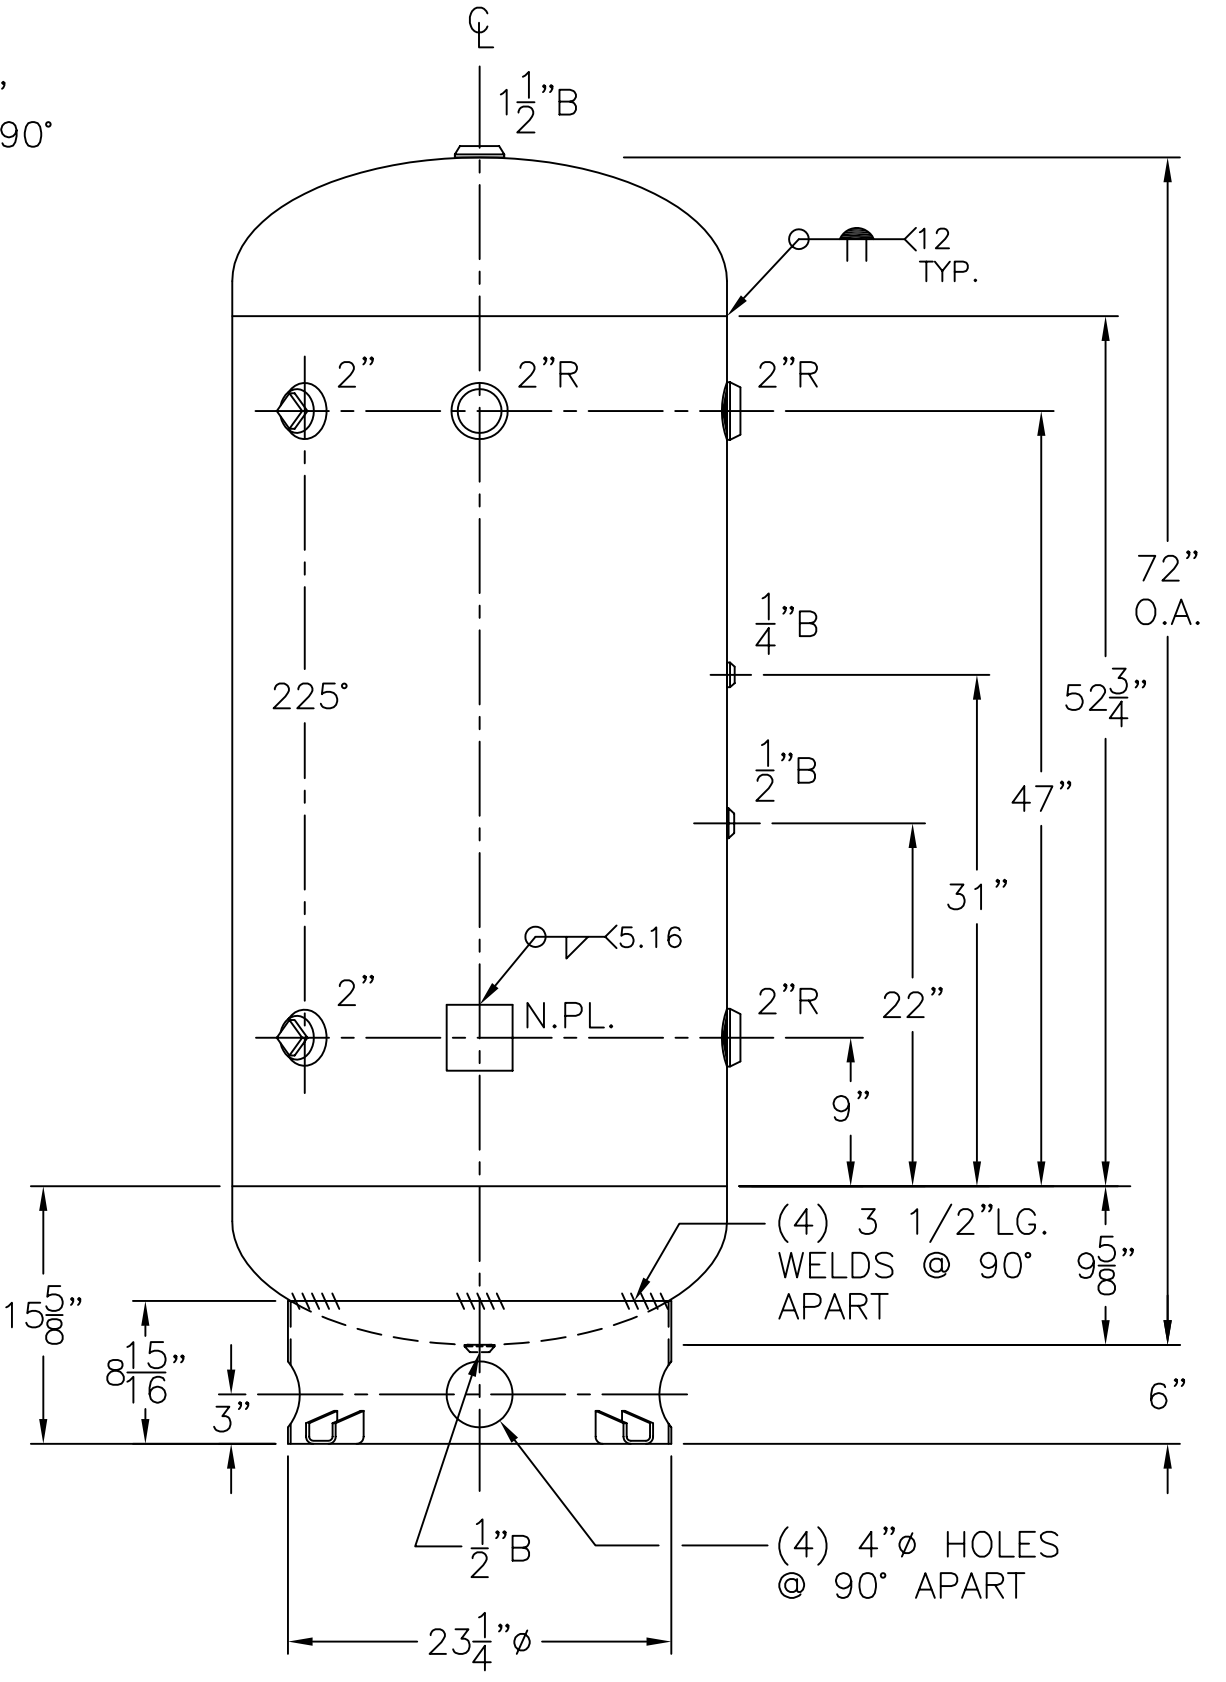 ℄
"
90°
1 1/2"B
12
TYP.
2"
2"R
2"R
72"
O.A.
1/4"B
225°
52 3/4"
1/2"B
47"
31"
5.16
2"
N.PL.
2"R
22"
9"
(4) 3 1/2"LG.
WELDS @ 90°
APART
9 5/8"
15 5/8"
8 15/16"
3"
6"
1/2"B
(4) 4"ø HOLES
@ 90° APART
23 1/4"ø